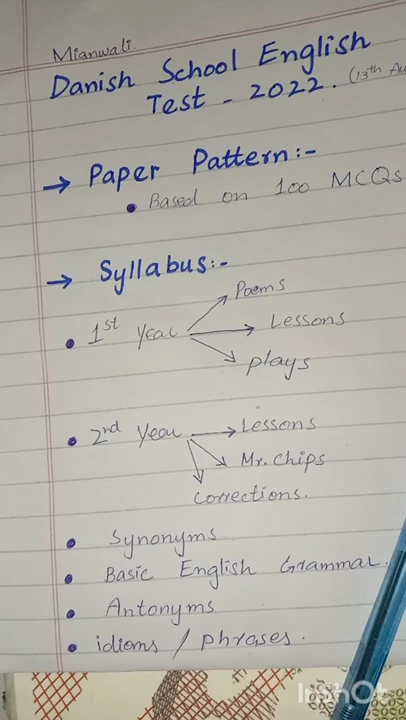 Mianwali.
Danish School English
Test - 2022. (13th
→ Paper Pattern:-
• Based on 100 MCQs
→ Syllabus:-
Poems
• 1st Year → Lessons
Plays
• 2nd Year → Lessons
Mr. Chips
Corrections.
• Synonyms
• Basic English Grammar.
• Antonyms
• idioms / phrases.
InShot